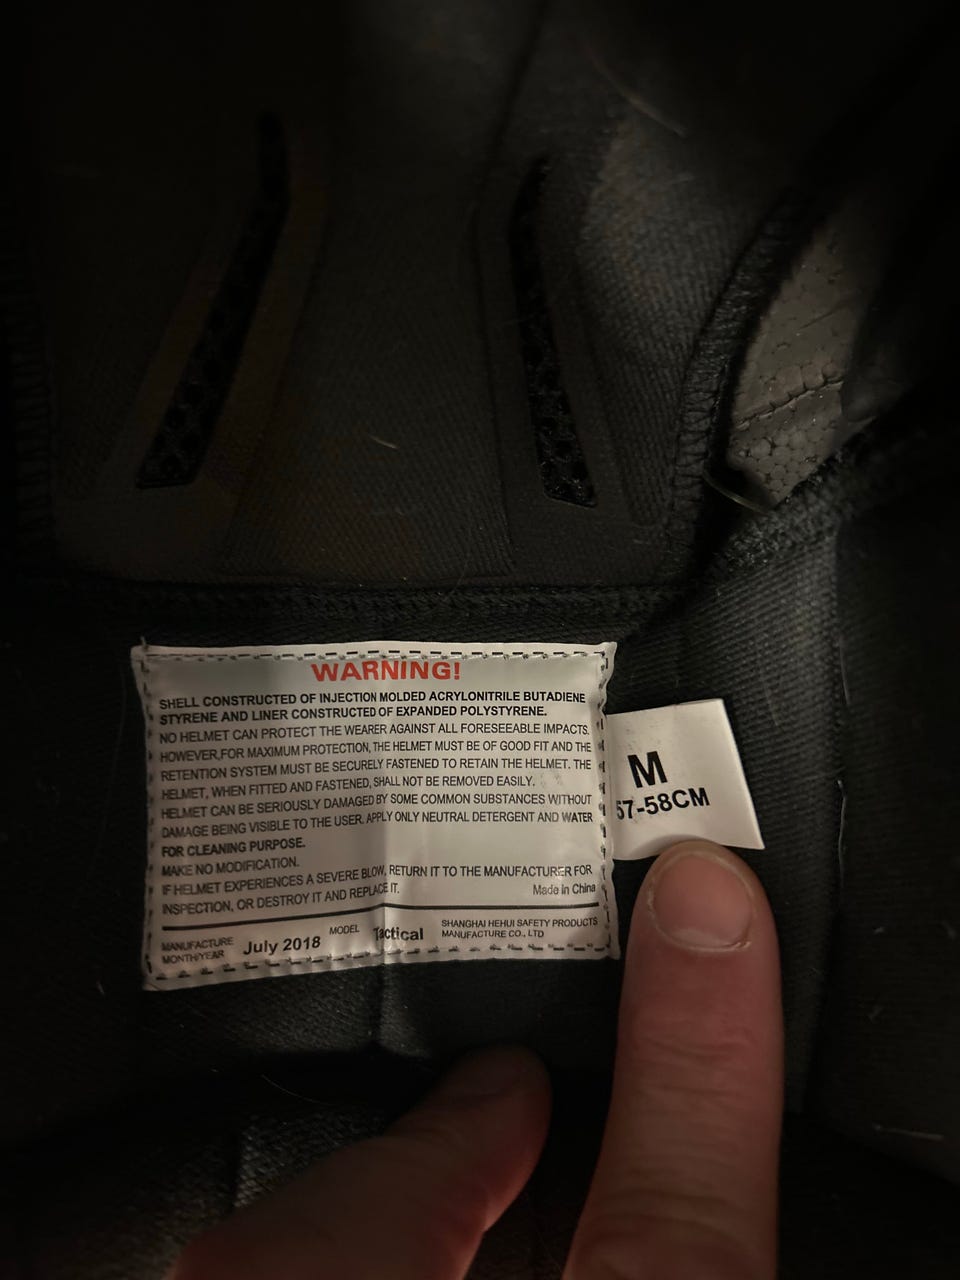 WARNING!
SHELL CONSTRUCTED OF INJECTION MOLDED ACRYLONITRILE BUTADIENE
STYRENE AND LINER CONSTRUCTED OF EXPANDED POLYSTYRENE.
NO HELMET CAN PROTECT THE WEARER AGAINST ALL FORESEEABLE IMPACTS.
HOWEVER,FOR MAXIMUM PROTECTION, THE HELMET MUST BE OF GOOD FIT AND THE
RETENTION SYSTEM MUST BE SECURELY FASTENED TO RETAIN THE HELMET. THE
HELMET, WHEN FITTED AND FASTENED, SHALL NOT BE REMOVED EASILY.
HELMET CAN BE SERIOUSLY DAMAGED BY SOME COMMON SUBSTANCES WITHOUT
DAMAGE BEING VISIBLE TO THE USER. APPLY ONLY NEUTRAL DETERGENT AND WATER
FOR CLEANING PURPOSE.
MAKE NO MODIFICATION.
IF HELMET EXPERIENCES A SEVERE BLOW, RETURN IT TO THE MANUFACTURER FOR
INSPECTION, OR DESTROY IT AND REPLACE IT.
Made in China
MANUFACTURE
MONTH/YEAR
July 2018
MODEL
Tactical
SHANGHAI HEHUI SAFETY PRODUCTS
MANUFACTURE CO., LTD
M
57-58CM